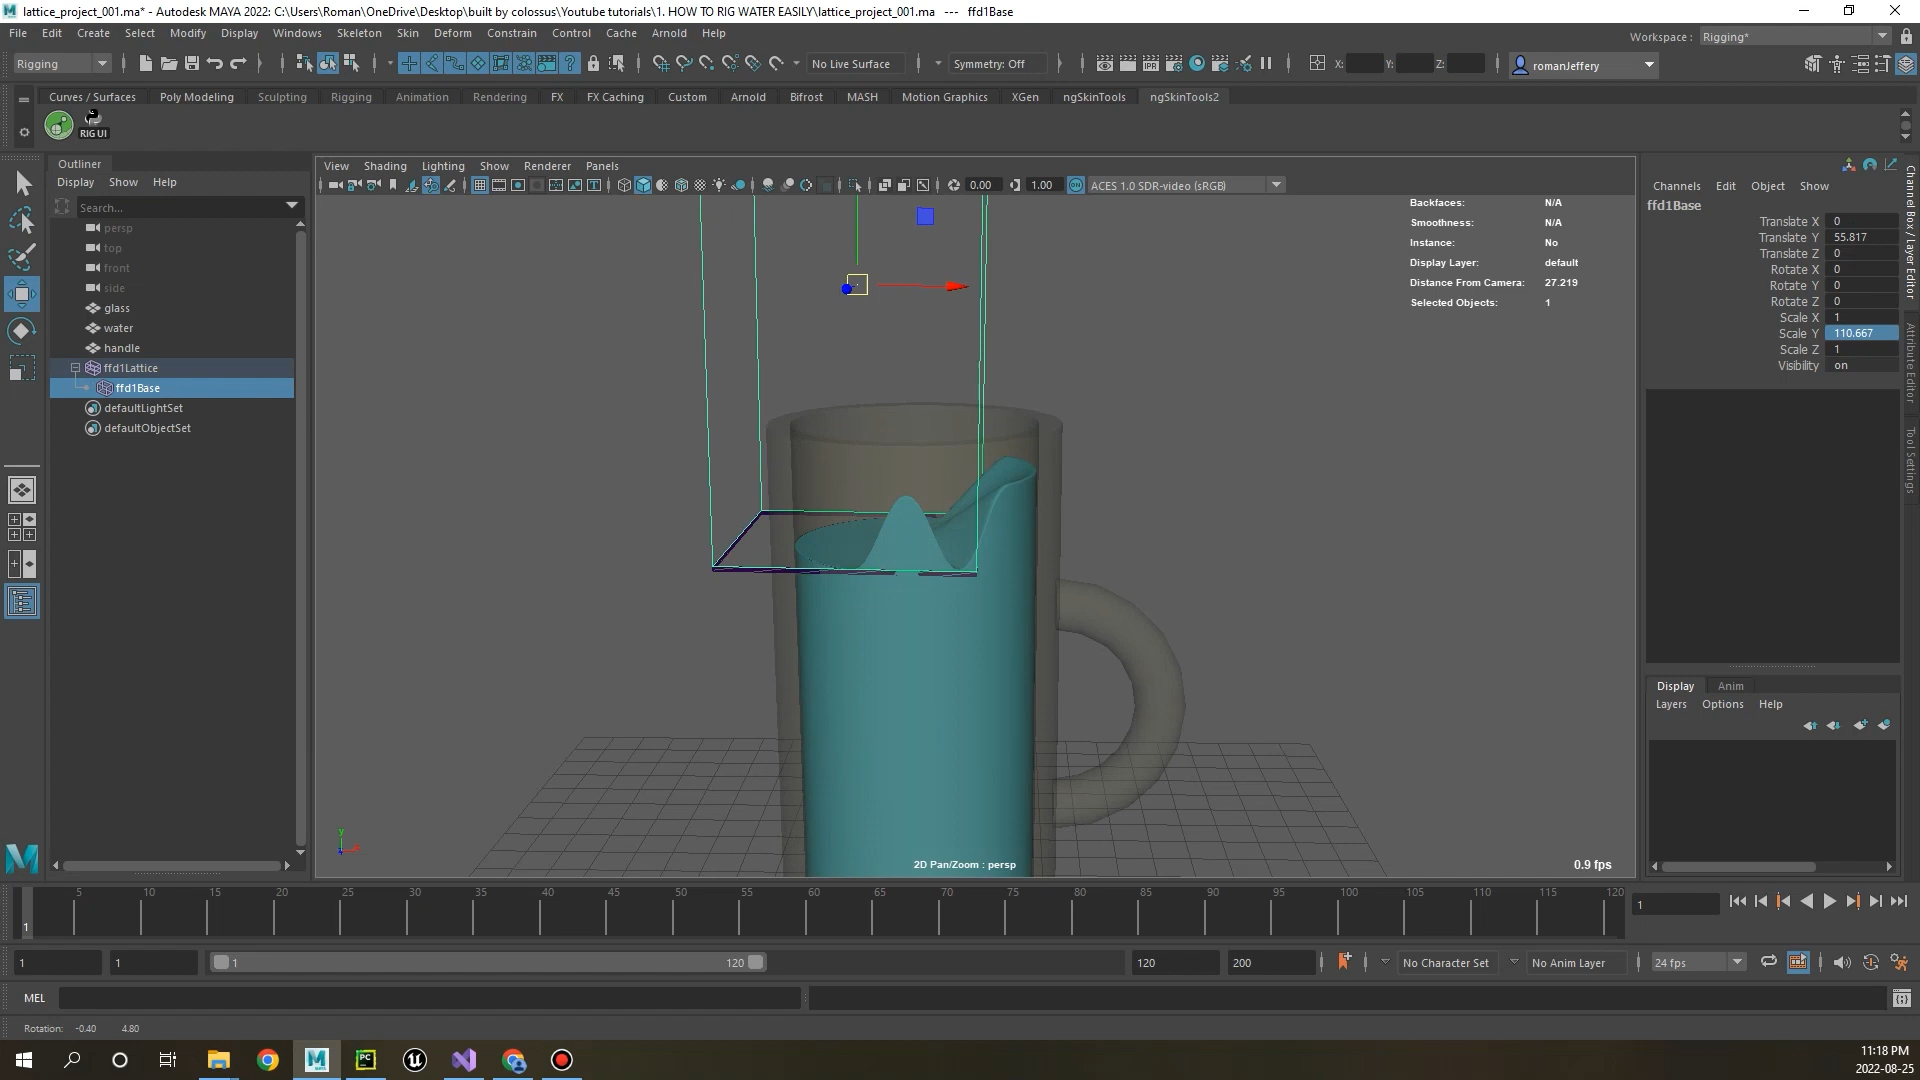 lattice_project_001.ma* - Autodesk MAYA 2022: C:\Users\Roman\OneDrive\Desktop\built by colossus\Youtube tutorials\1. HOW TO RIG WATER EASILY\lattice_project_001.ma --- ffd1Base
File Edit Create Select Modify Display Windows Skeleton Skin Deform Constrain Control Cache Arnold Help
Workspace : Rigging*
Rigging No Live Surface Symmetry: Off X: Y: Z: romanJeffery
Curves / Surfaces Poly Modeling Sculpting Rigging Animation Rendering FX FX Caching Custom Arnold Bifrost MASH Motion Graphics XGen ngSkinTools ngSkinTools2
RIG UI
Outliner
Display Show Help
Search...
persp
top
front
side
glass
water
handle
ffd1Lattice
ffd1Base
defaultLightSet
defaultObjectSet
View Shading Lighting Show Renderer Panels
0.00 1.00 ACES 1.0 SDR-video (sRGB)
Backfaces: N/A
Smoothness: N/A
Instance: No
Display Layer: default
Distance From Camera: 27.219
Selected Objects: 1
y
2D Pan/Zoom : persp
0.9 fps
Channels Edit Object Show
ffd1Base
Translate X 0
Translate Y 55.817
Translate Z 0
Rotate X 0
Rotate Y 0
Rotate Z 0
Scale X 1
Scale Y 110.667
Scale Z 1
Visibility on
Channel Box / Layer Editor
Attribute Editor
Tool Settings
Display Anim
Layers Options Help
5 10 15 20 25 30 35 40 45 50 55 60 65 70 75 80 85 90 95 100 105 110 115 120
1
1
1 1 1 120 120 200 No Character Set No Anim Layer 24 fps
MEL
Rotation: -0.40 4.80
PC
11:18 PM
2022-08-25